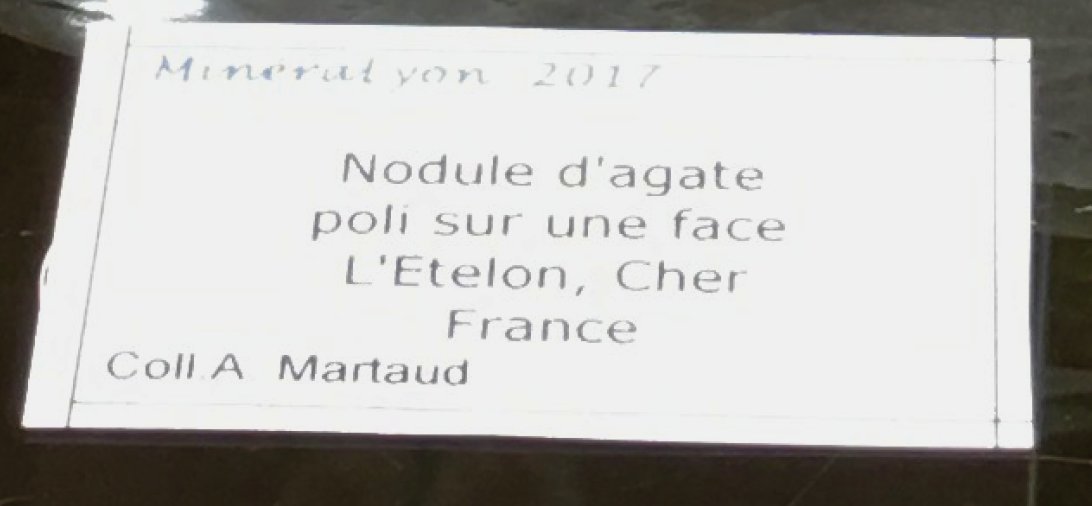 Mineralyon 2017
Nodule d'agate
poli sur une face
L'Etelon, Cher
France
Coll.A Martaud